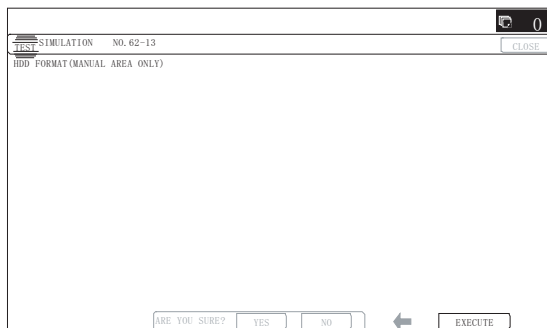 0
TEST SIMULATION NO. 62-13 CLOSE
HDD FORMAT(MANUAL AREA ONLY)
ARE YOU SURE? YES NO EXECUTE